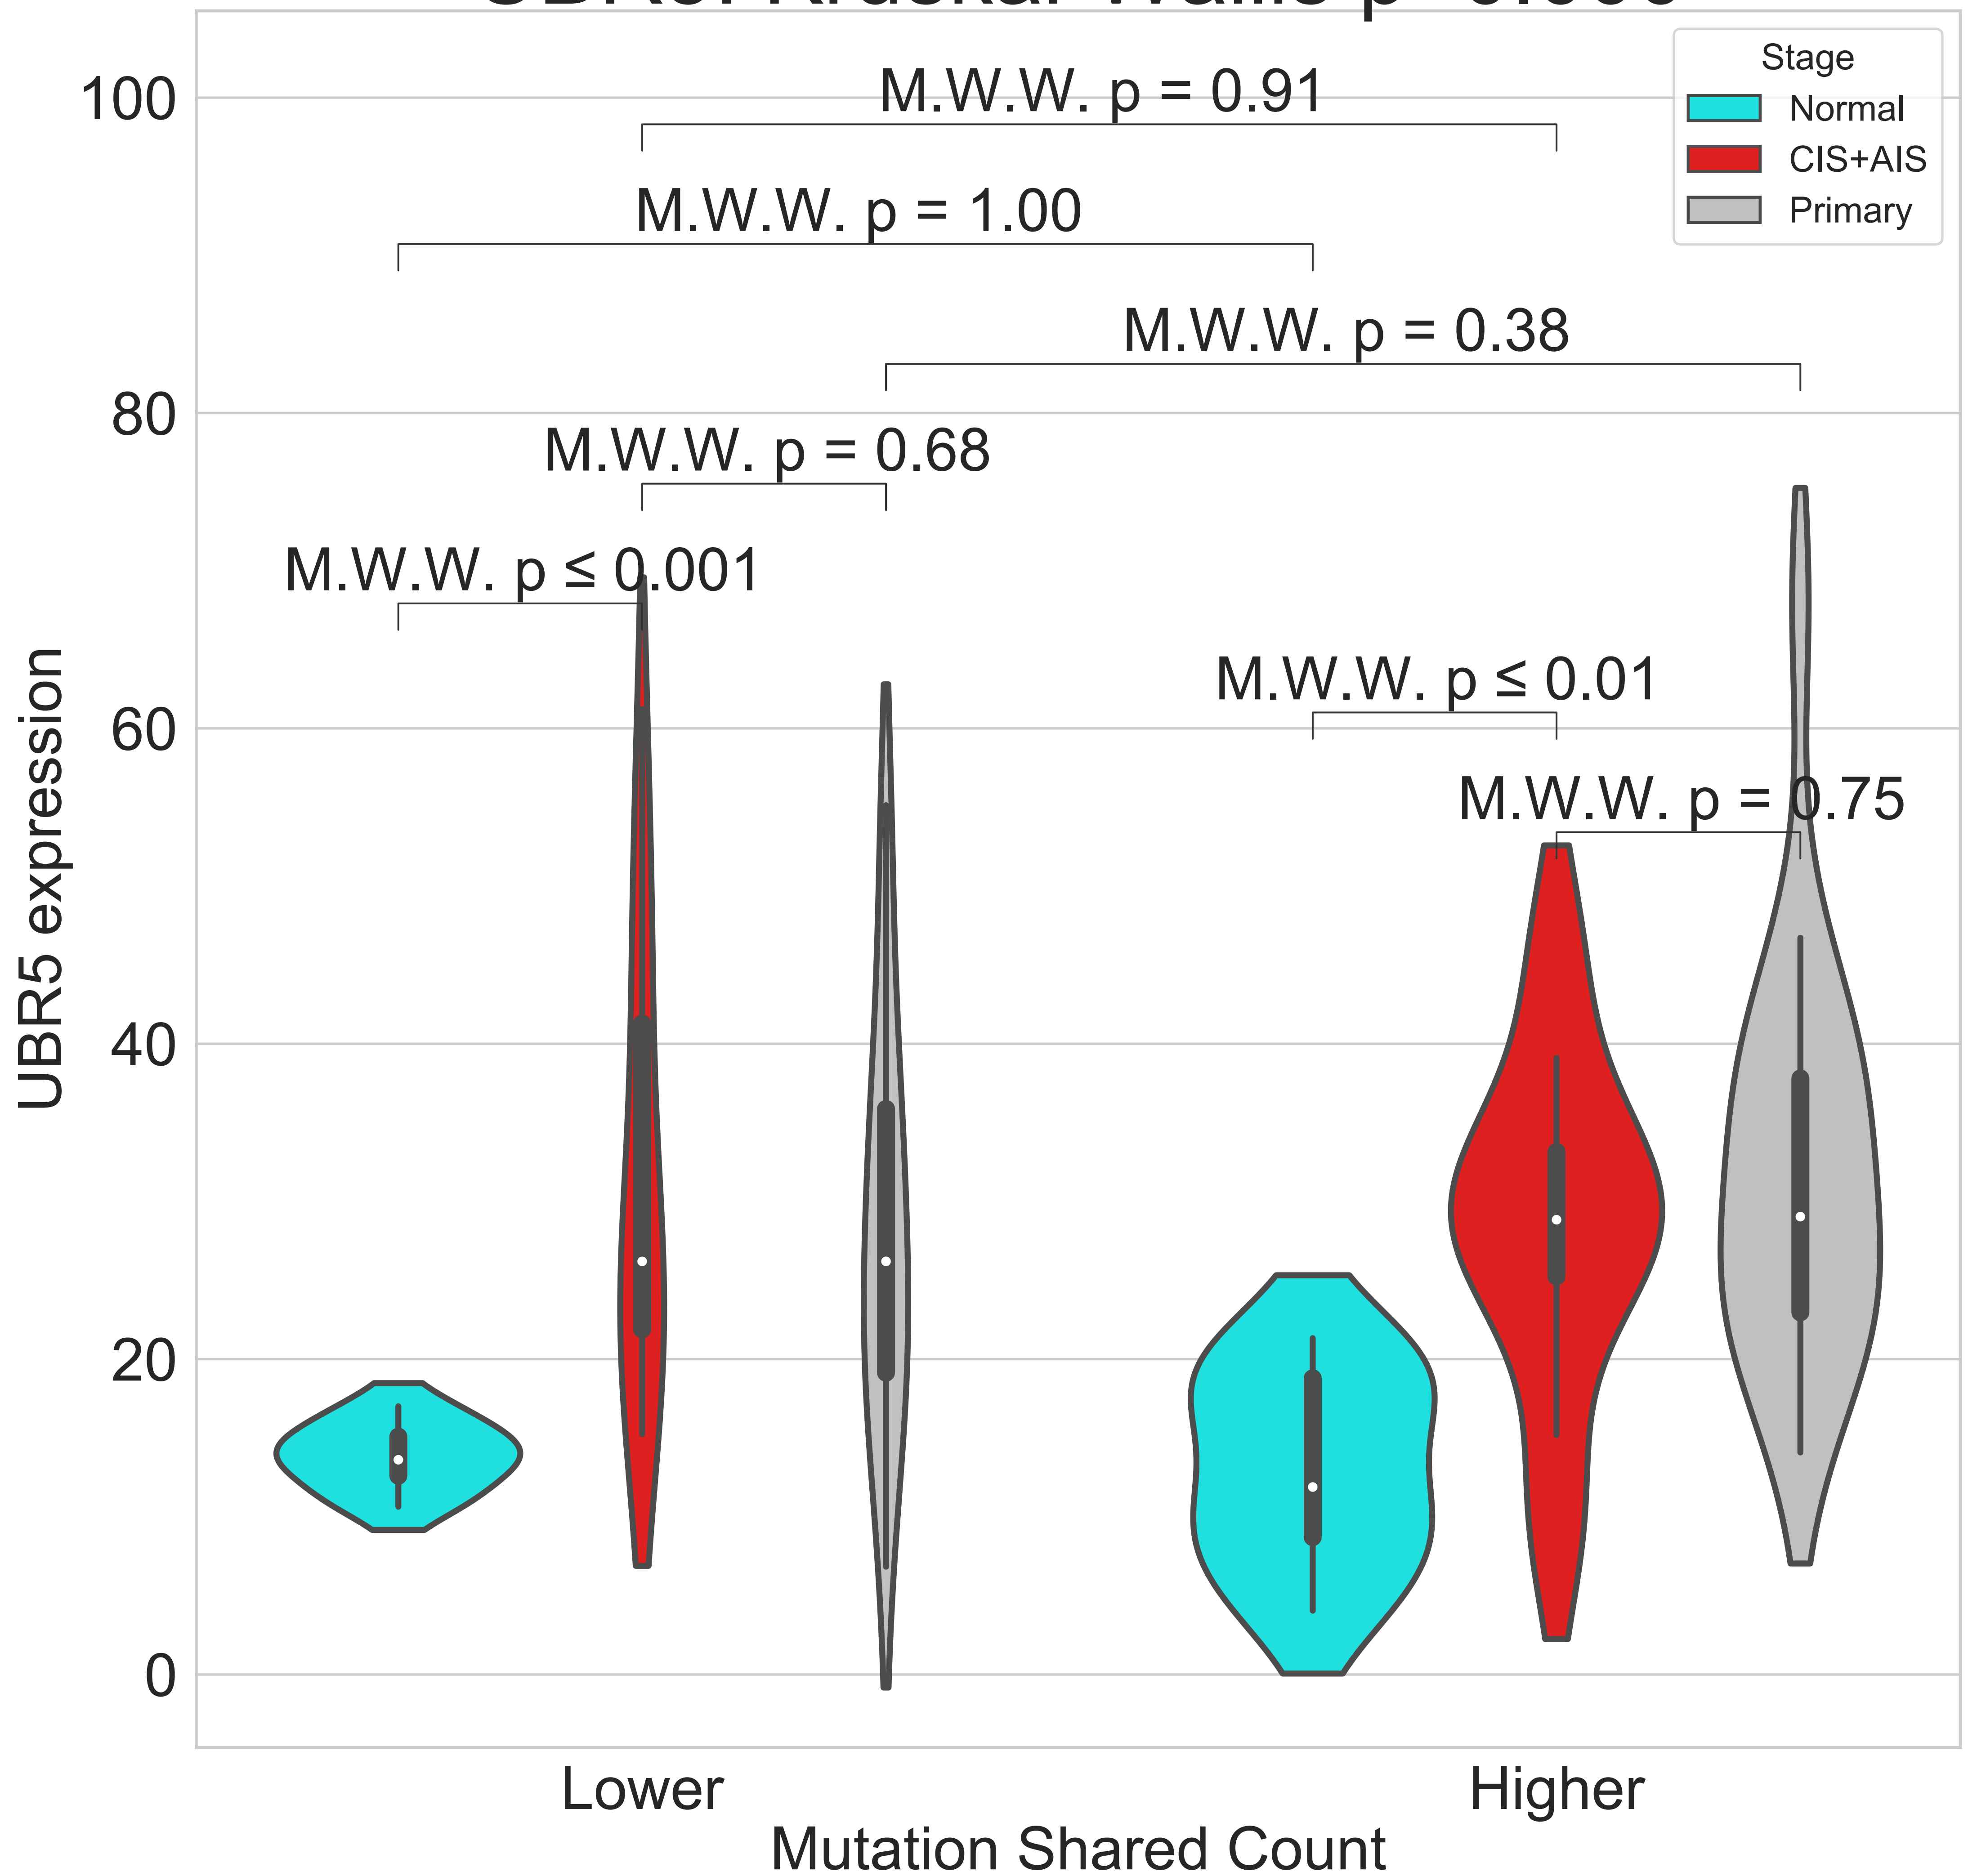 M.W.W. p = 0.91
M.W.W. p = 1.00
M.W.W. p = 0.38
M.W.W. p = 0.68
M.W.W. p ≤ 0.001
M.W.W. p ≤ 0.01
M.W.W. p = 0.75
Stage
Normal
CIS+AIS
Primary
100
80
60
40
20
0
UBR5 expression
Lower
Higher
Mutation Shared Count